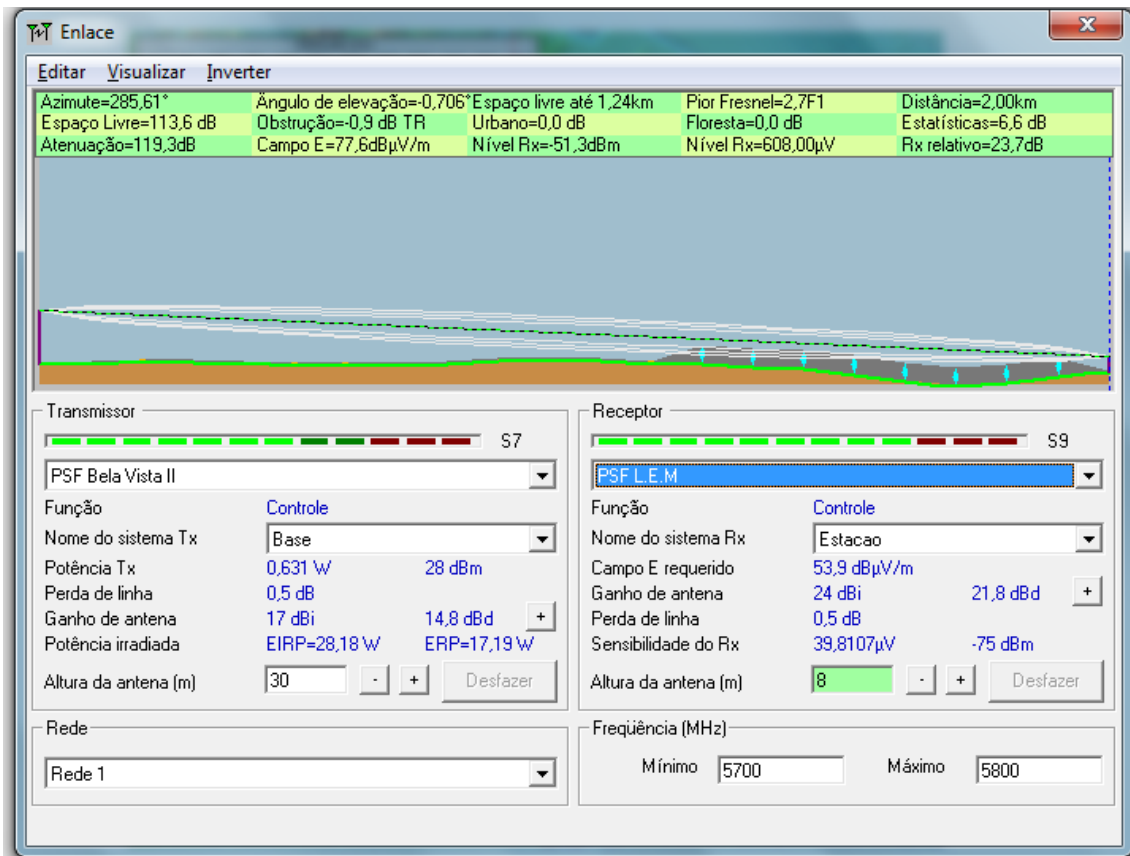 Enlace
Editar Visualizar Inverter
Azimute=285,61° Ângulo de elevação=-0,706° Espaço livre até 1,24km Pior Fresnel=2,7F1 Distância=2,00km
Espaço Livre=113,6 dB Obstrução=-0,9 dB TR Urbano=0,0 dB Floresta=0,0 dB Estatísticas=6,6 dB
Atenuação=119,3dB Campo E=77,6dBµV/m Nível Rx=-51,3dBm Nível Rx=608,00µV Rx relativo=23,7dB
Transmissor
S7
PSF Bela Vista II
Função Controle
Nome do sistema Tx Base
Potência Tx 0,631 W 28 dBm
Perda de linha 0,5 dB
Ganho de antena 17 dBi 14,8 dBd +
Potência irradiada EIRP=28,18 W ERP=17,19 W
Altura da antena (m) 30 - + Desfazer
Receptor
S9
PSF L.E.M
Função Controle
Nome do sistema Rx Estacao
Campo E requerido 53,9 dBµV/m
Ganho de antena 24 dBi 21,8 dBd +
Perda de linha 0,5 dB
Sensibilidade do Rx 39,8107µV -75 dBm
Altura da antena (m) 8 - + Desfazer
Rede
Rede 1
Freqüência (MHz)
Mínimo 5700 Máximo 5800